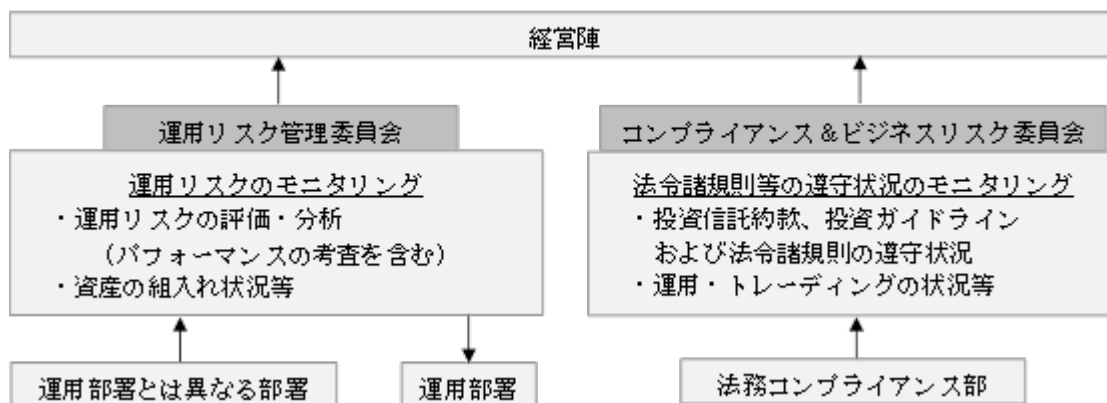 経営陣
運用リスク管理委員会
運用リスクのモニタリング
・運用リスクの評価・分析
（パフォーマンスの考査を含む）
・資産の組入れ状況等
運用部署とは異なる部署
運用部署
コンプライアンス＆ビジネスリスク委員会
法令諸規則等の遵守状況のモニタリング
・投資信託約款、投資ガイドライン
および法令諸規則の遵守状況
・運用・トレーディングの状況等
法務コンプライアンス部